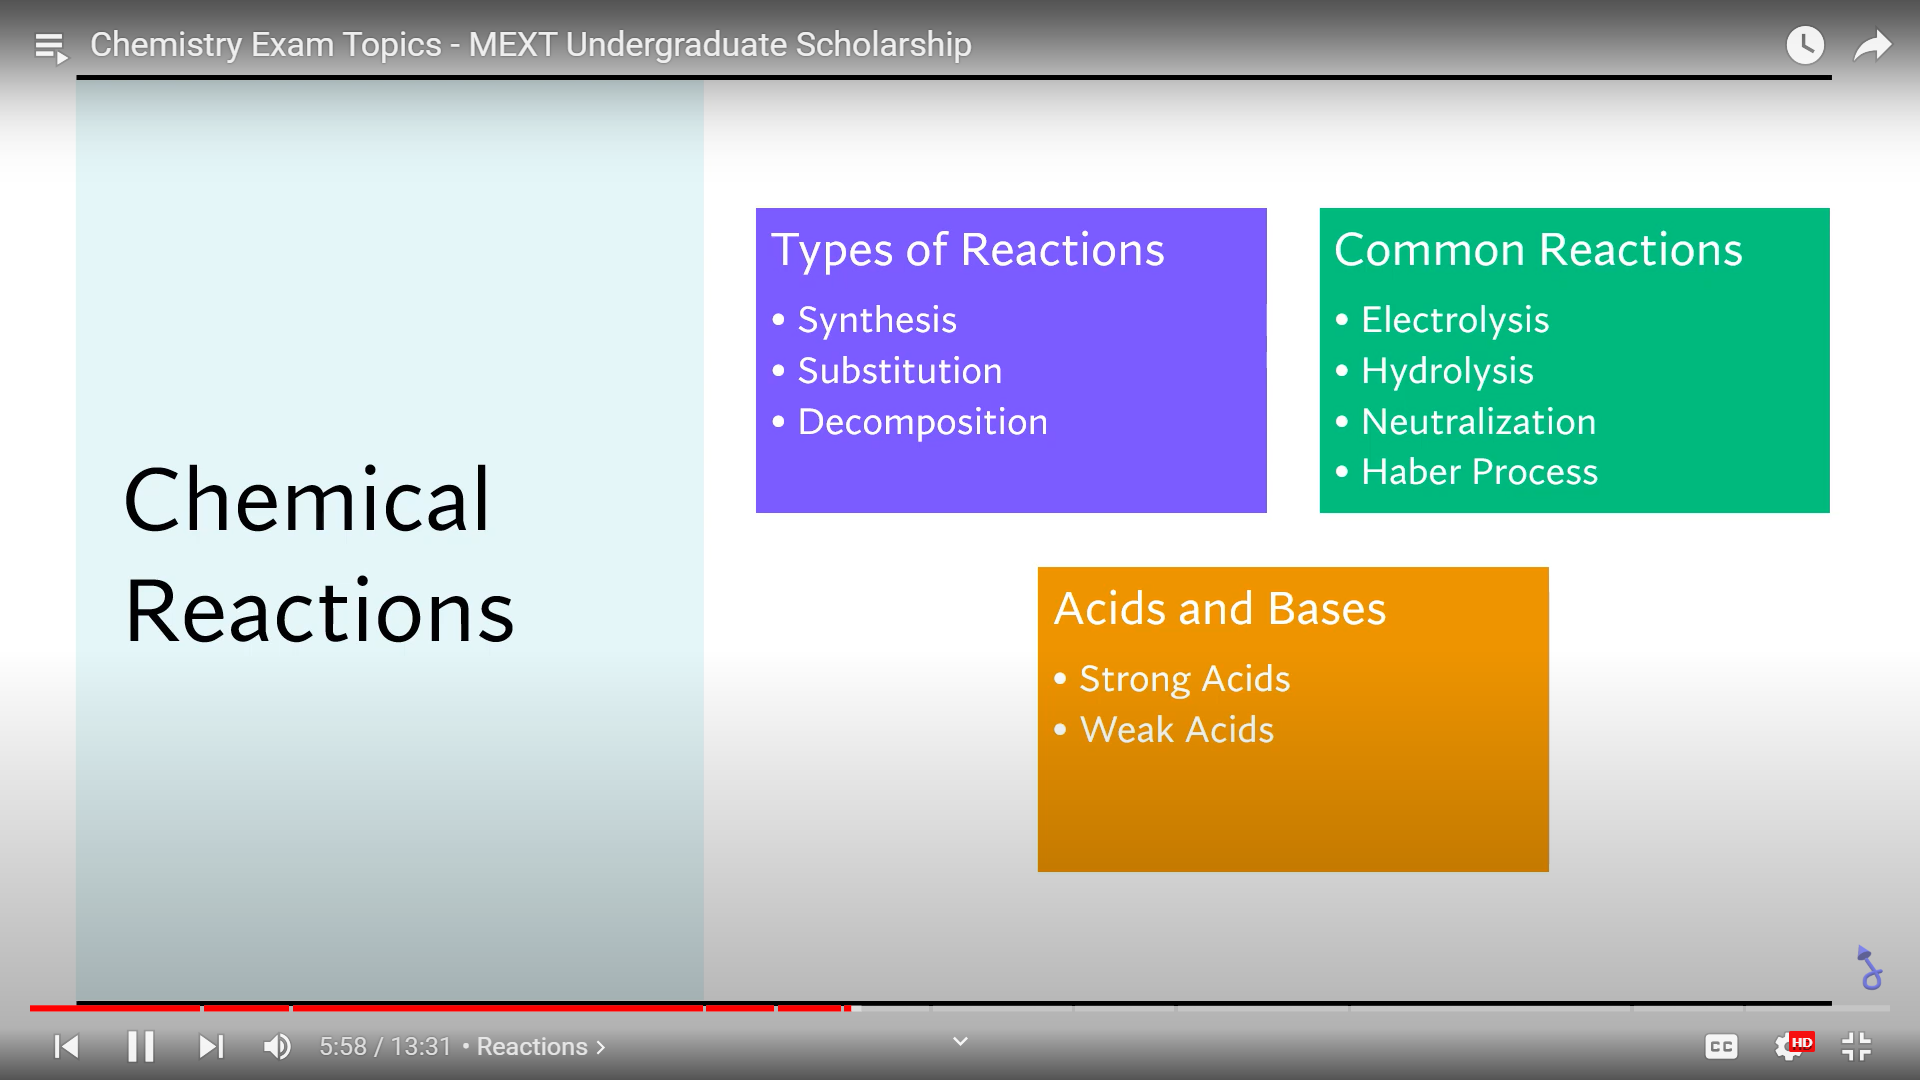 Chemistry Exam Topics - MEXT Undergraduate Scholarship
Chemical
Reactions
Types of Reactions
• Synthesis
• Substitution
• Decomposition
Common Reactions
• Electrolysis
• Hydrolysis
• Neutralization
• Haber Process
Acids and Bases
• Strong Acids
• Weak Acids
5:58 / 13:31 • Reactions
CC
HD